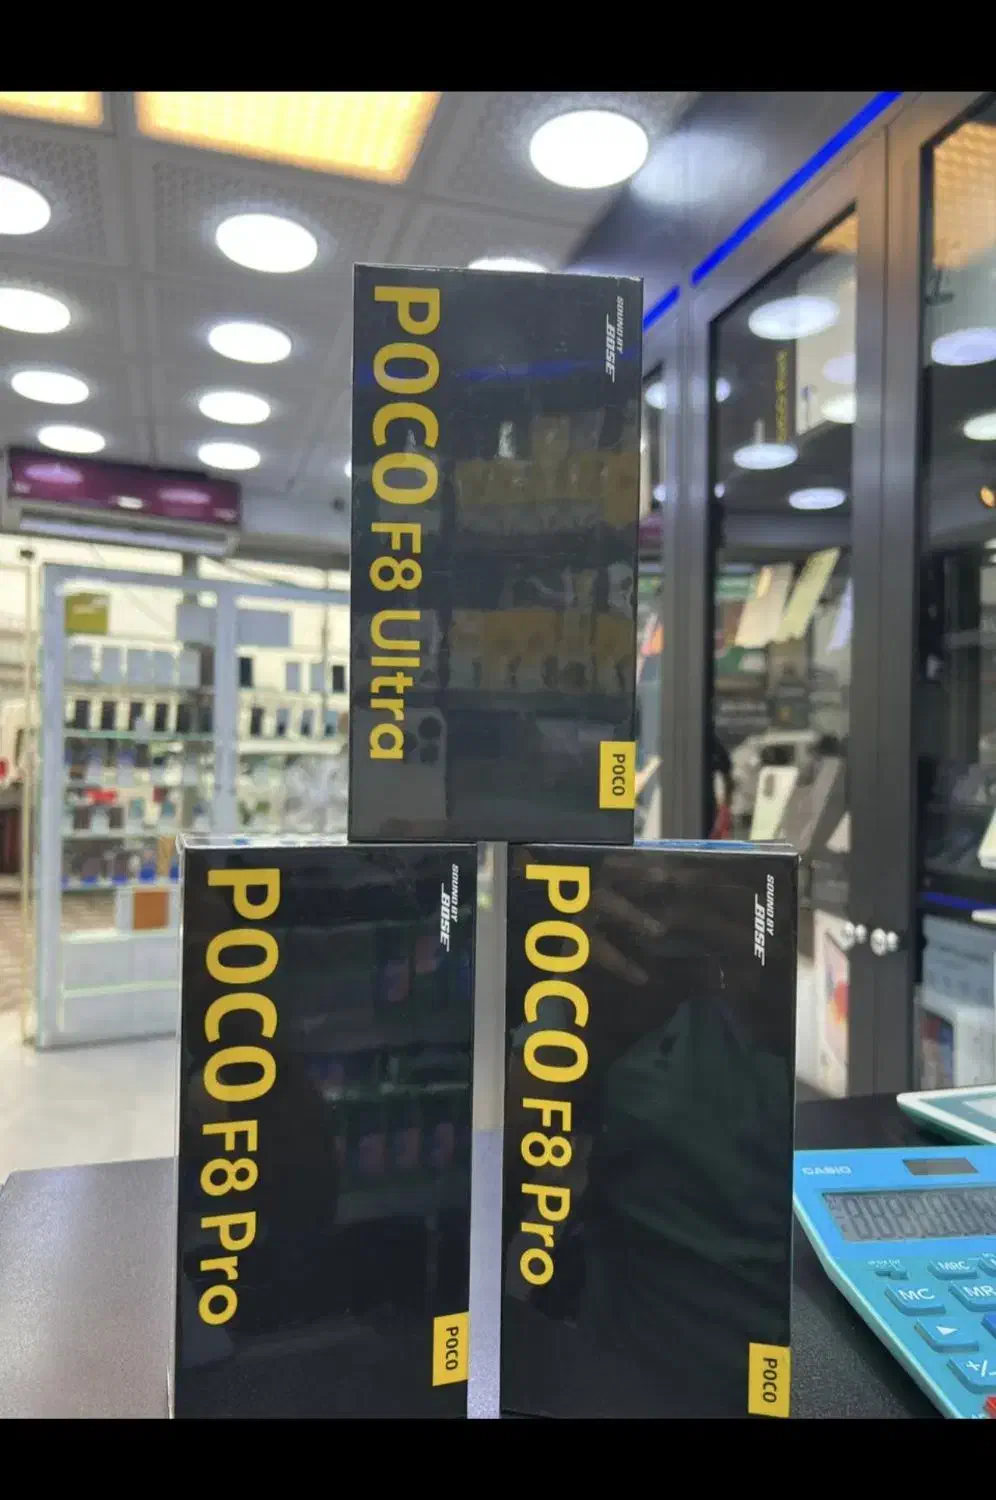 POCO F8 Ultra
SOUND BY
BOSE
POCO
POCO F8 Pro
SOUND BY
BOSE
POCO
POCO F8 Pro
SOUND BY
BOSE
POCO
CASIO
MRC
MC
MR
+/-